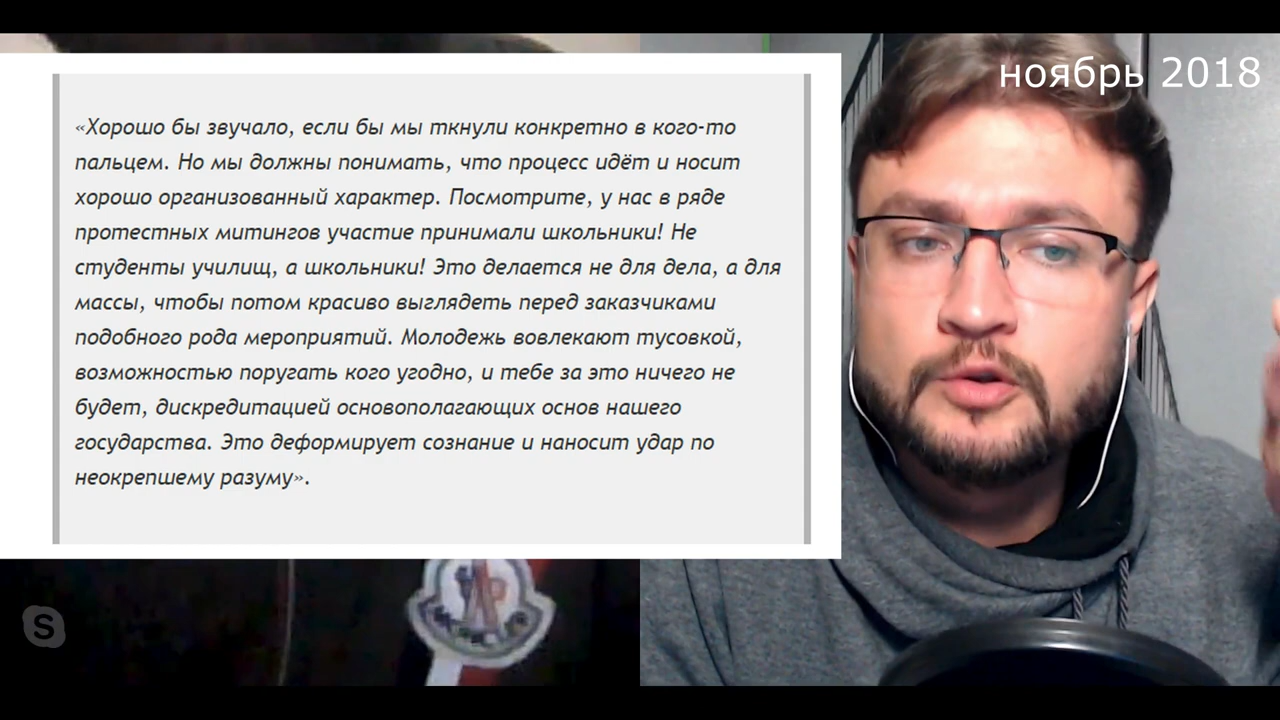 ноябрь 2018
«Хорошо бы звучало, если бы мы ткнули конкретно в кого-то
пальцем. Но мы должны понимать, что процесс идёт и носит
хорошо организованный характер. Посмотрите, у нас в ряде
протестных митингов участие принимали школьники! Не
студенты училищ, а школьники! Это делается не для дела, а для
массы, чтобы потом красиво выглядеть перед заказчиками
подобного рода мероприятий. Молодежь вовлекают тусовкой,
возможностью поругать кого угодно, и тебе за это ничего не
будет, дискредитацией основополагающих основ нашего
государства. Это деформирует сознание и наносит удар по
неокрепшему разуму».
S